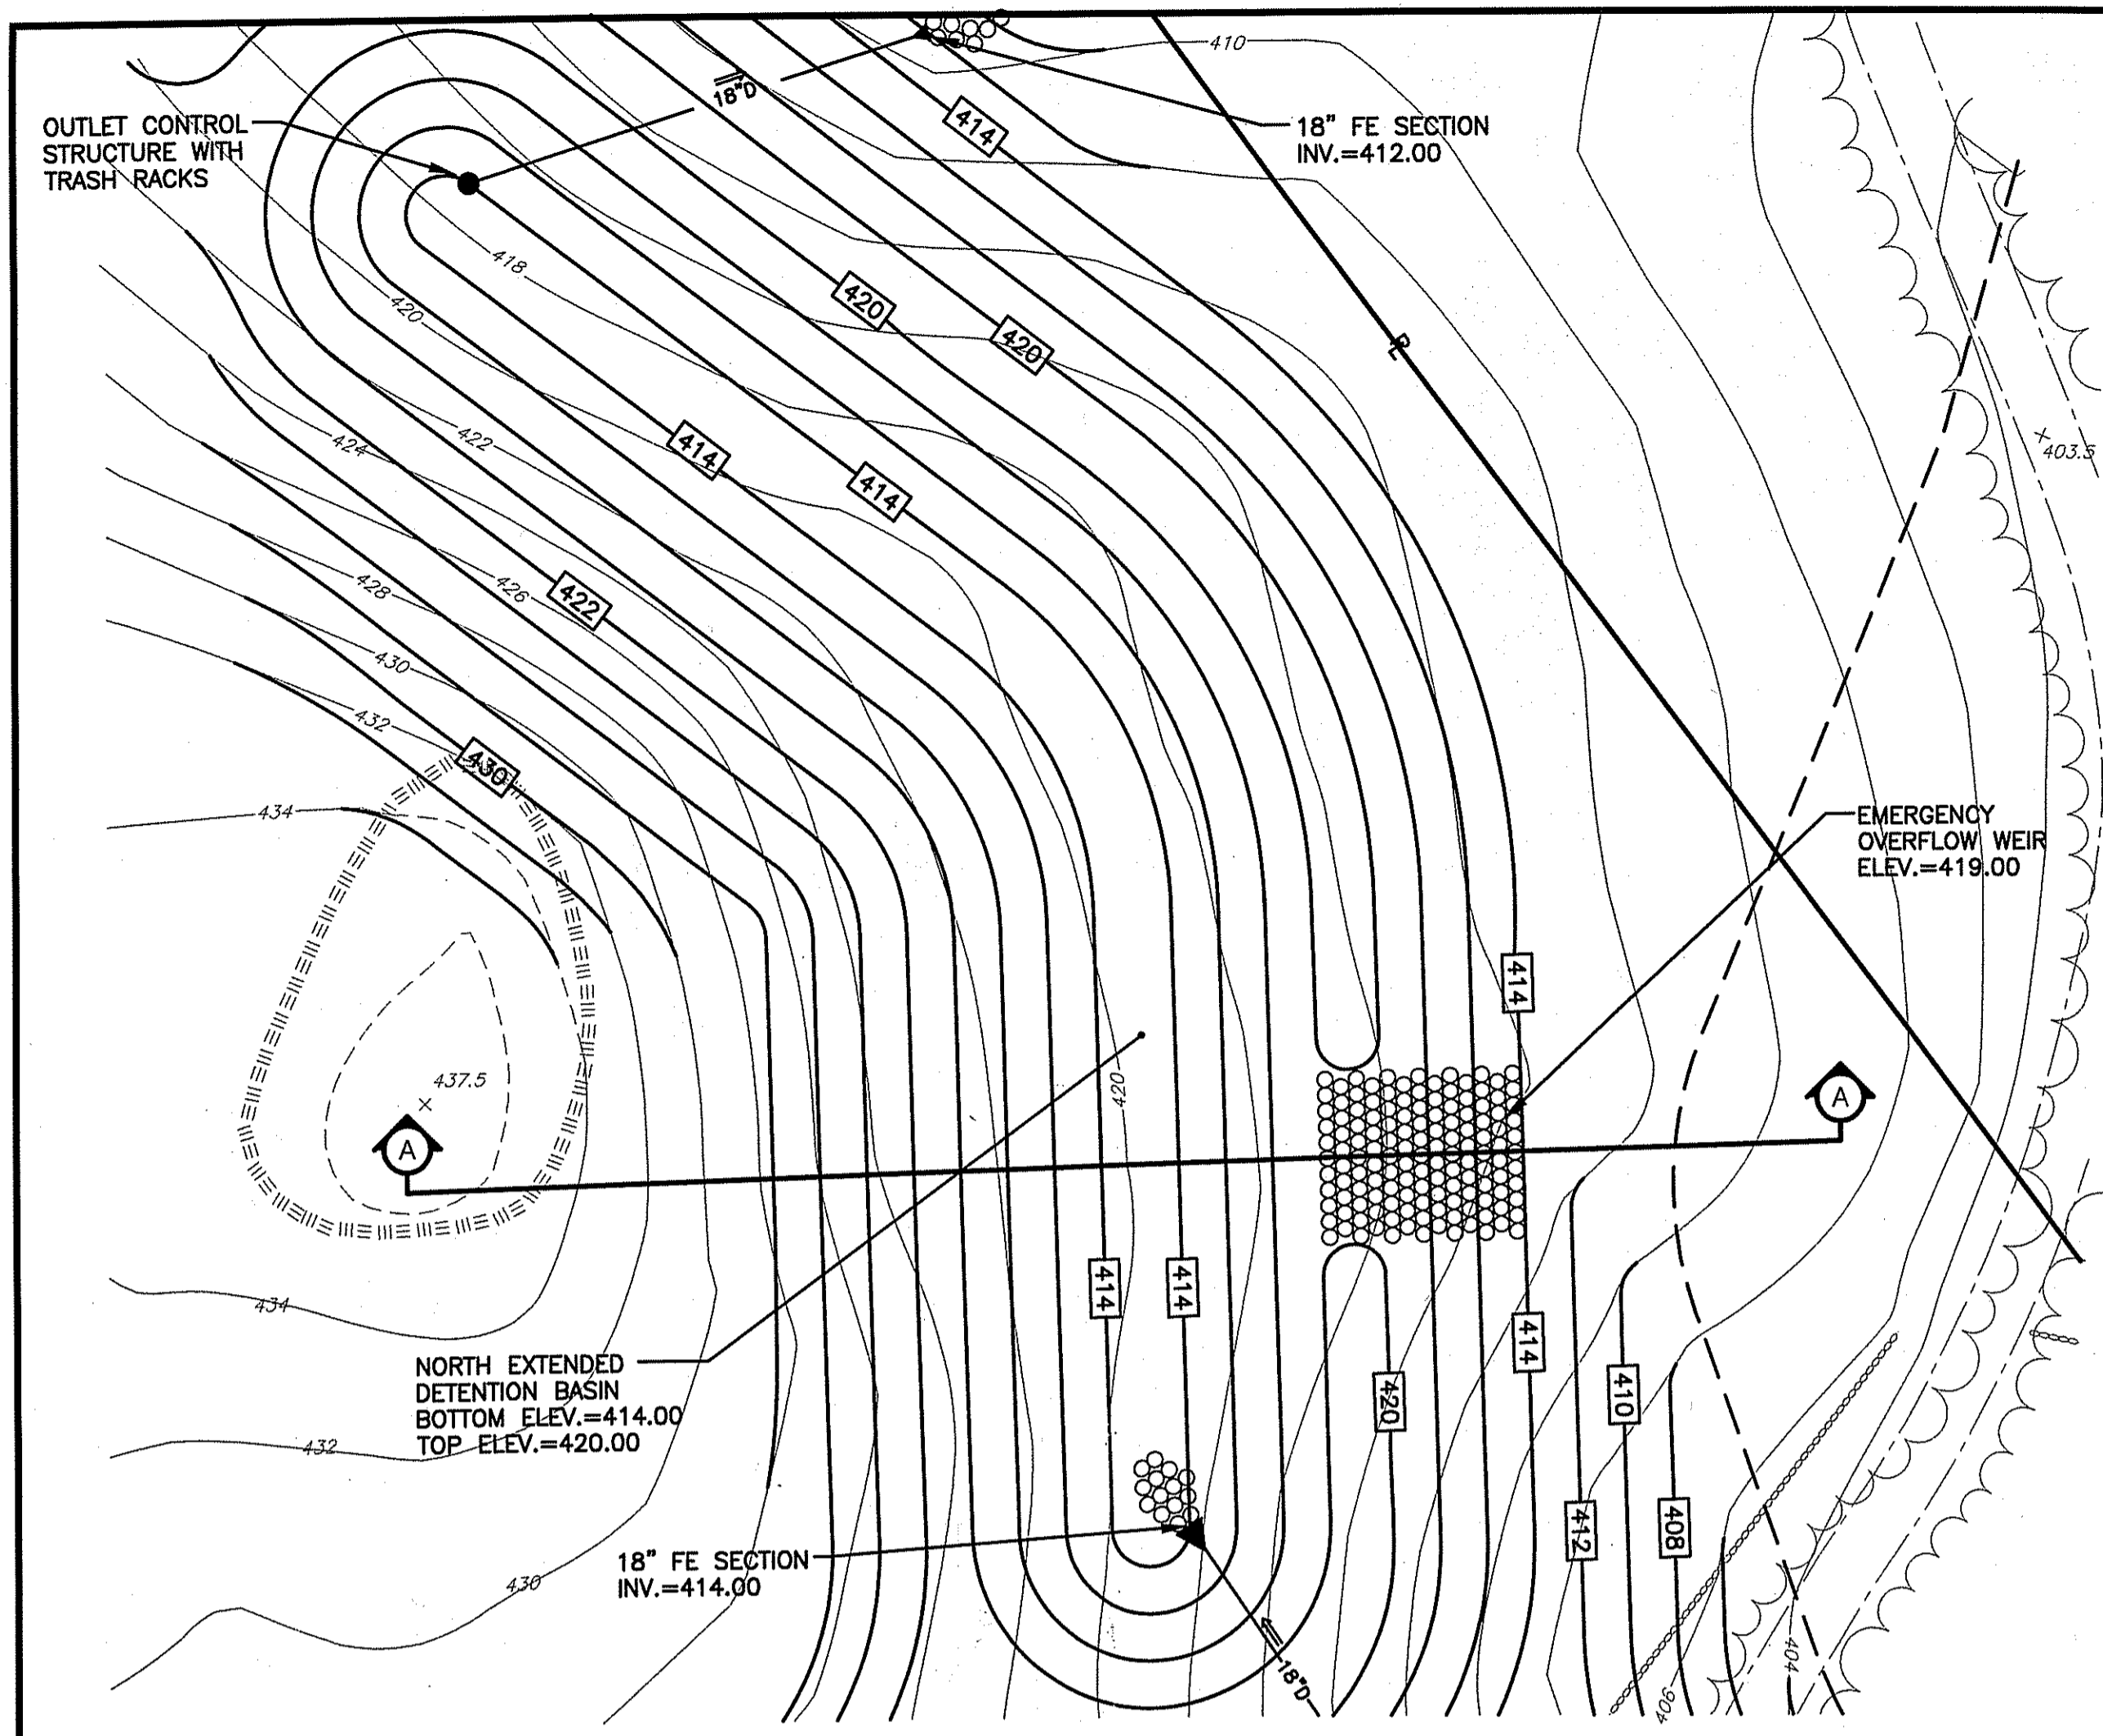 410
18"D
OUTLET CONTROL
STRUCTURE WITH
TRASH RACKS
414
18" FE SECTION
INV.=412.00
418
420
420
420
℄
424
422
414
414
403.5
428
426
422
430
432
430
434
EMERGENCY
OVERFLOW WEIR
ELEV.=419.00
414
437.5
420
A
A
434
414
414
414
NORTH EXTENDED
DETENTION BASIN
BOTTOM ELEV.=414.00
TOP ELEV.=420.00
420
410
432
412
408
18" FE SECTION
INV.=414.00
430
18"D
404
406